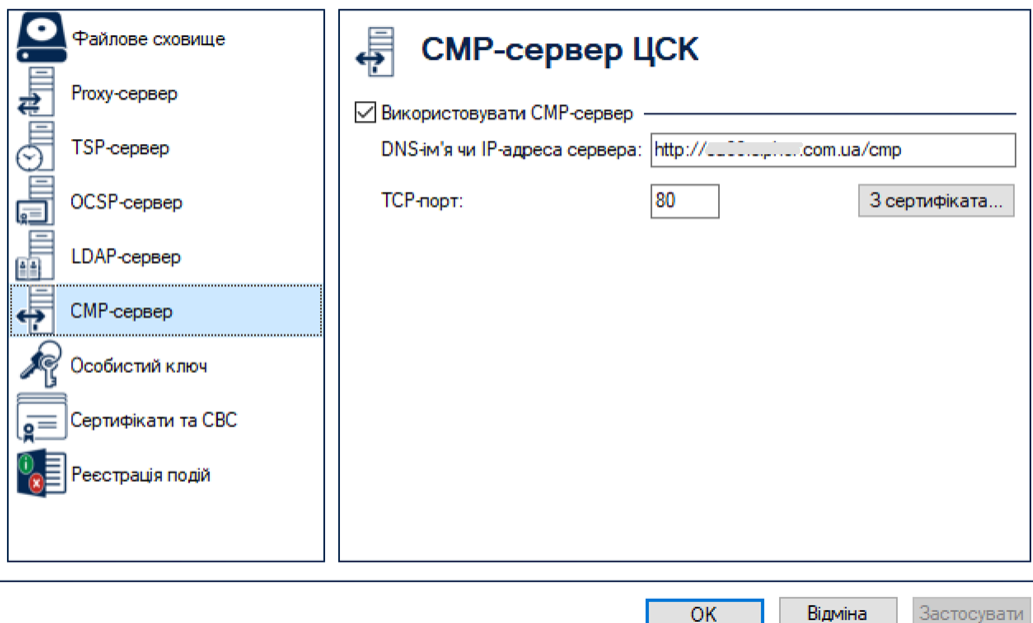 Файлове сховище
Proxy-сервер
TSP-сервер
OCSP-сервер
LDAP-сервер
CMP-сервер
Особистий ключ
Сертифікати та СВС
Реєстрація подій
CMP-сервер ЦСК
Використовувати CMP-сервер
DNS-ім'я чи IP-адреса сервера: http:// .com.ua/cmp
TCP-порт: 80 З сертифіката...
OK Відміна Застосувати